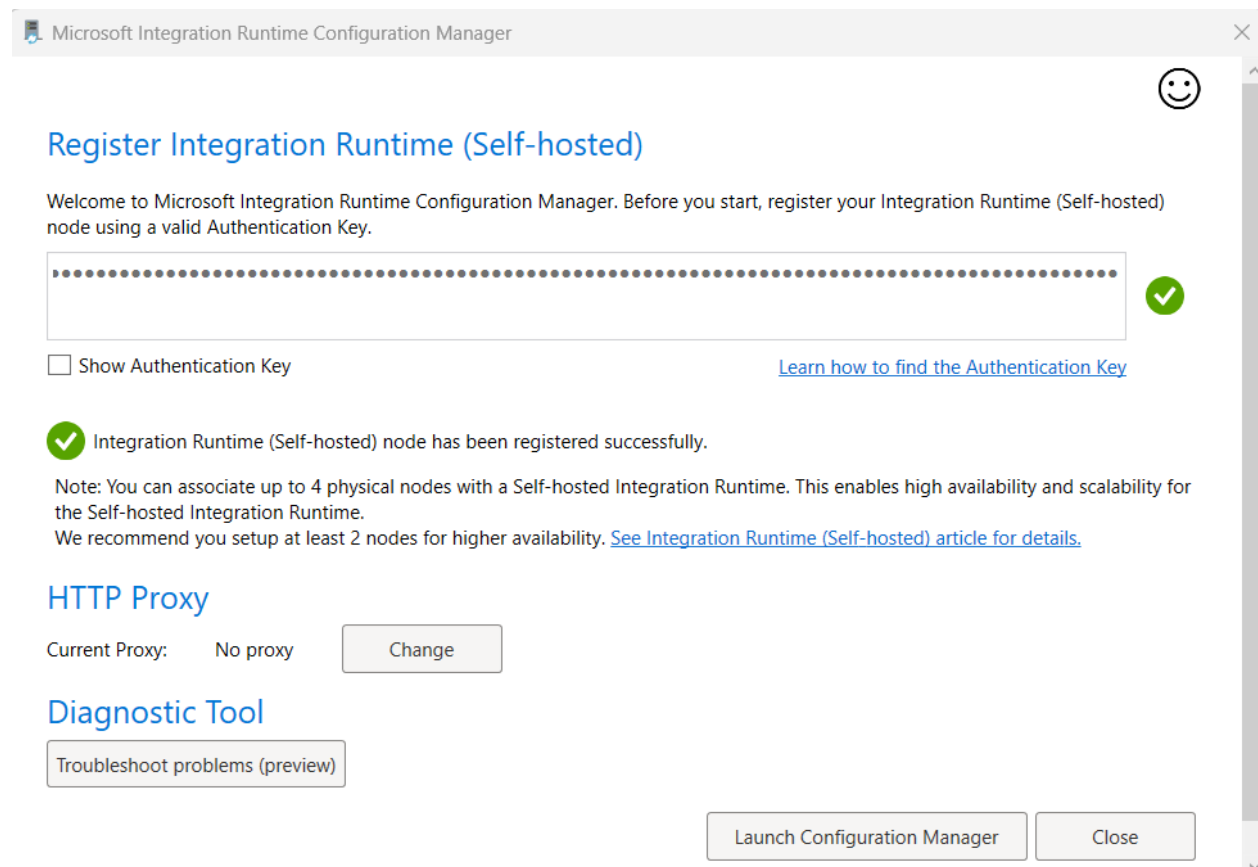 Microsoft Integration Runtime Configuration Manager
Register Integration Runtime (Self-hosted)
Welcome to Microsoft Integration Runtime Configuration Manager. Before you start, register your Integration Runtime (Self-hosted)
node using a valid Authentication Key.
Show Authentication Key
Learn how to find the Authentication Key
Integration Runtime (Self-hosted) node has been registered successfully.
Note: You can associate up to 4 physical nodes with a Self-hosted Integration Runtime. This enables high availability and scalability for
the Self-hosted Integration Runtime.
We recommend you setup at least 2 nodes for higher availability. See Integration Runtime (Self-hosted) article for details.
HTTP Proxy
Current Proxy: No proxy Change
Diagnostic Tool
Troubleshoot problems (preview)
Launch Configuration Manager Close